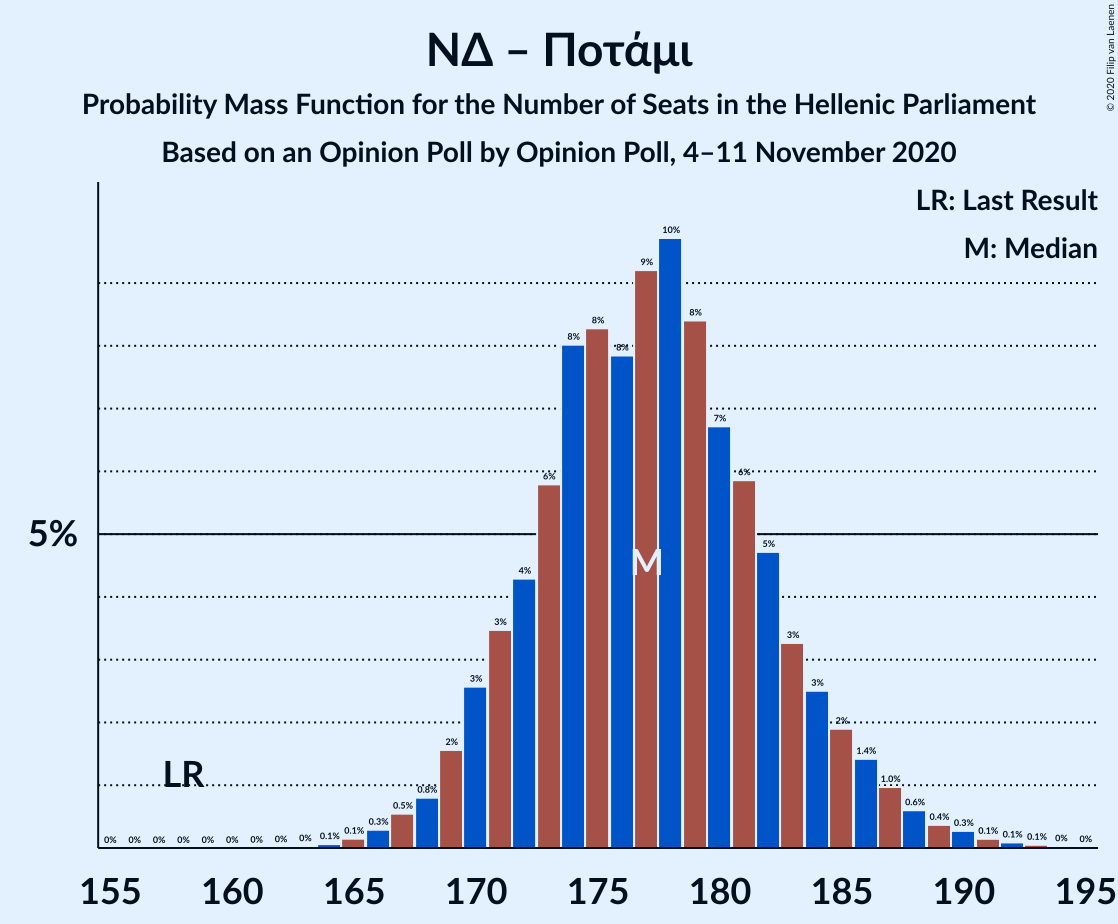 ΝΔ – Ποτάμι
Probability Mass Function for the Number of Seats in the Hellenic Parliament
Based on an Opinion Poll by Opinion Poll, 4–11 November 2020
© 2020 Filip van Laenen
LR: Last Result
M: Median
5%
0% 0% 0% 0% 0% 0% 0% 0% 0% 0.1% 0.1% 0.3% 0.5% 0.8% 2% 3% 3% 4% 6% 8% 8% 8% 9% 10% 8% 7% 6% 5% 3% 3% 2% 1.4% 1.0% 0.6% 0.4% 0.3% 0.1% 0.1% 0.1% 0% 0%
M
LR
155 160 165 170 175 180 185 190 195